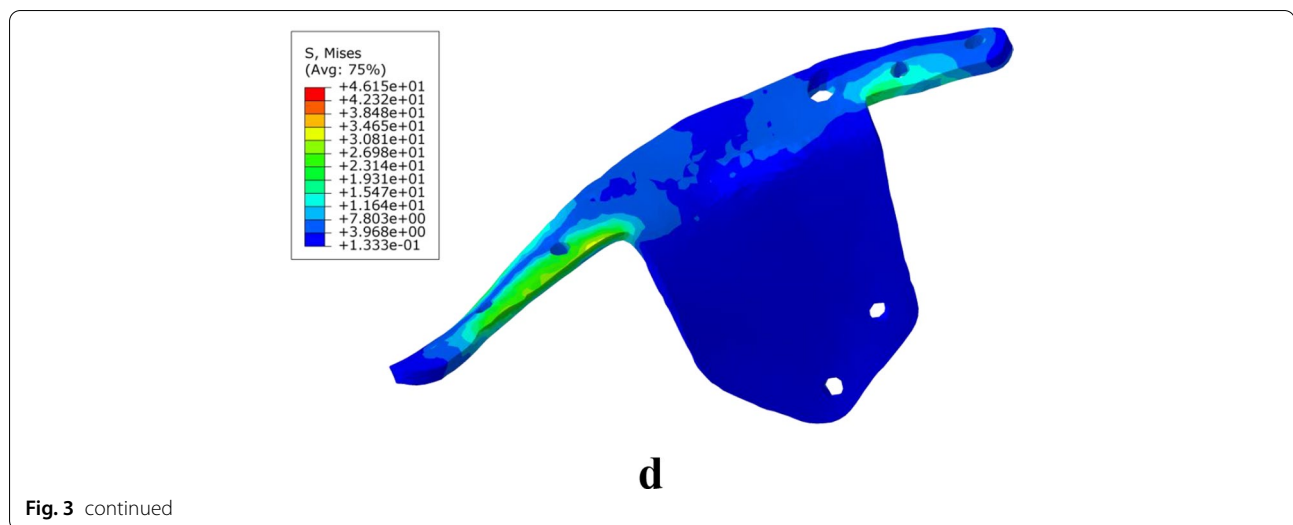 S, Mises
(Avg: 75%)
+4.615e+01
+4.232e+01
+3.848e+01
+3.465e+01
+3.081e+01
+2.698e+01
+2.314e+01
+1.931e+01
+1.547e+01
+1.164e+01
+7.803e+00
+3.968e+00
+1.333e-01
d
Fig. 3 continued